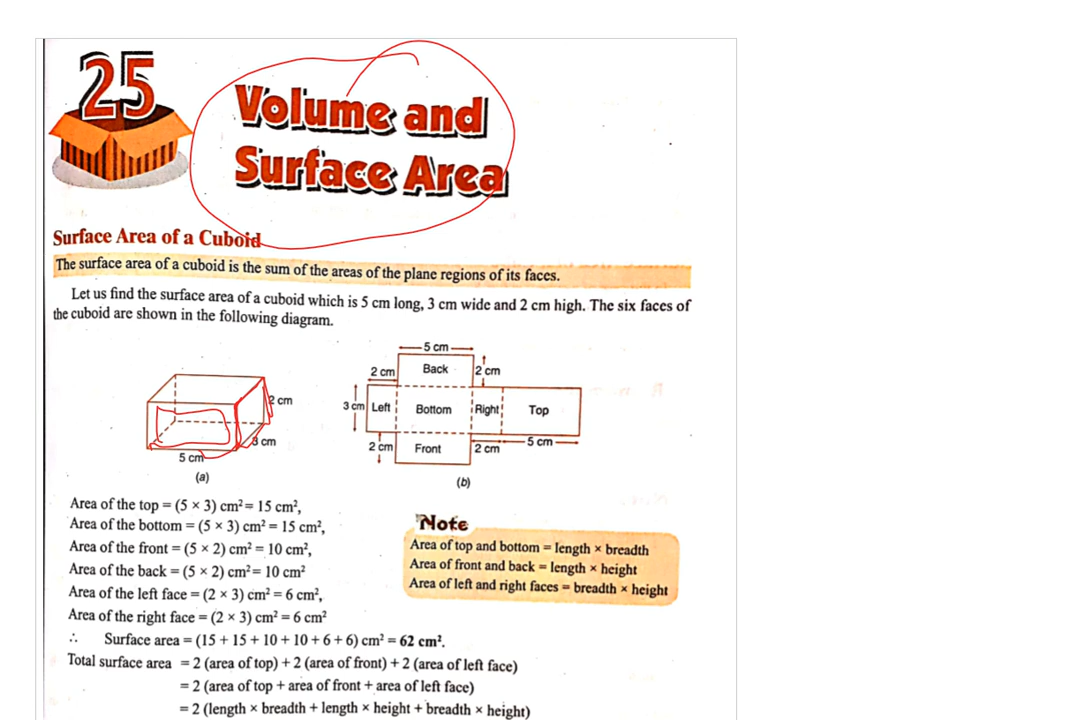 25
Volume and
Surface Area
Surface Area of a Cuboid
The surface area of a cuboid is the sum of the areas of the plane regions of its faces.
Let us find the surface area of a cuboid which is 5 cm long, 3 cm wide and 2 cm high. The six faces of
the cuboid are shown in the following diagram.
2 cm
3 cm
5 cm
(a)
5 cm
2 cm Back 2 cm
3 cm Left Bottom Right Top
2 cm Front 2 cm 5 cm
(b)
Area of the top = (5 × 3) cm² = 15 cm²,
Area of the bottom = (5 × 3) cm² = 15 cm²,
Area of the front = (5 × 2) cm² = 10 cm²,
Area of the back = (5 × 2) cm² = 10 cm²
Area of the left face = (2 × 3) cm² = 6 cm²,
Area of the right face = (2 × 3) cm² = 6 cm²
Note
Area of top and bottom = length × breadth
Area of front and back = length × height
Area of left and right faces = breadth × height
∴ Surface area = (15 + 15 + 10 + 10 + 6 + 6) cm² = 62 cm².
Total surface area = 2 (area of top) + 2 (area of front) + 2 (area of left face)
= 2 (area of top + area of front + area of left face)
= 2 (length × breadth + length × height + breadth × height)